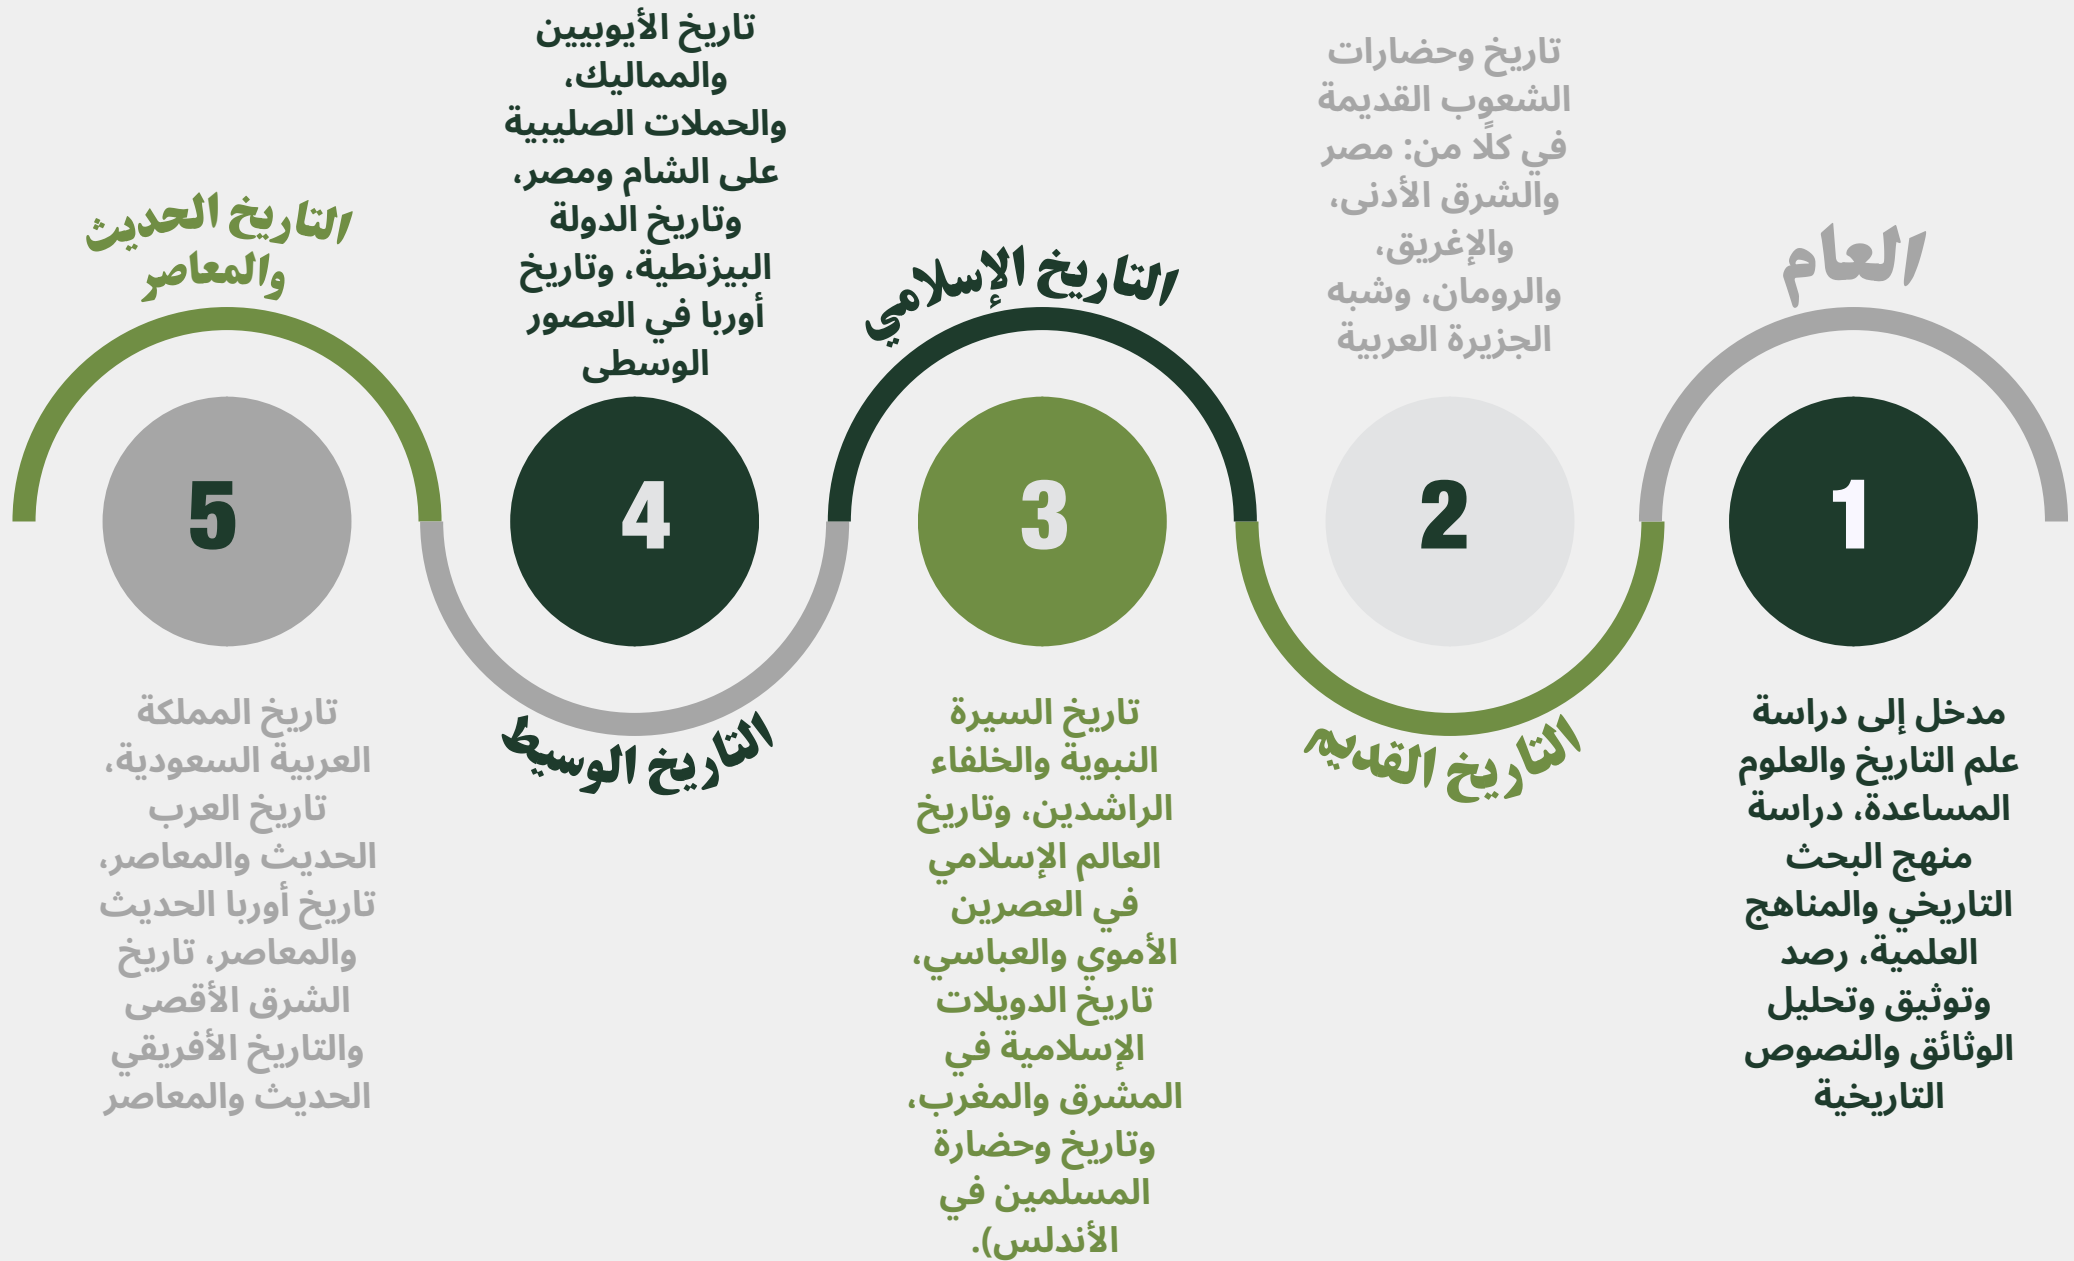 العام
1
مدخل إلى دراسة
علم التاريخ والعلوم
المساعدة، دراسة
منهج البحث
التاريخي والمناهج
العلمية، رصد
وتوثيق وتحليل
الوثائق والنصوص
التاريخية
تاريخ وحضارات
الشعوب القديمة
في كلًا من: مصر
والشرق الأدنى،
والإغريق،
والرومان، وشبه
الجزيرة العربية
2
التاريخ القديم
التاريخ الإسلامي
3
تاريخ السيرة
النبوية والخلفاء
الراشدين، وتاريخ
العالم الإسلامي
في العصرين
الأموي والعباسي،
تاريخ الدويلات
الإسلامية في
المشرق والمغرب،
وتاريخ وحضارة
المسلمين في
الأندلس).
تاريخ الأيوبيين
والمماليك،
والحملات الصليبية
على الشام ومصر،
وتاريخ الدولة
البيزنطية، وتاريخ
أوربا في العصور
الوسطى
4
التاريخ الوسيط
التاريخ الحديث
والمعاصر
5
تاريخ المملكة
العربية السعودية،
تاريخ العرب
الحديث والمعاصر،
تاريخ أوربا الحديث
والمعاصر، تاريخ
الشرق الأقصى
والتاريخ الأفريقي
الحديث والمعاصر